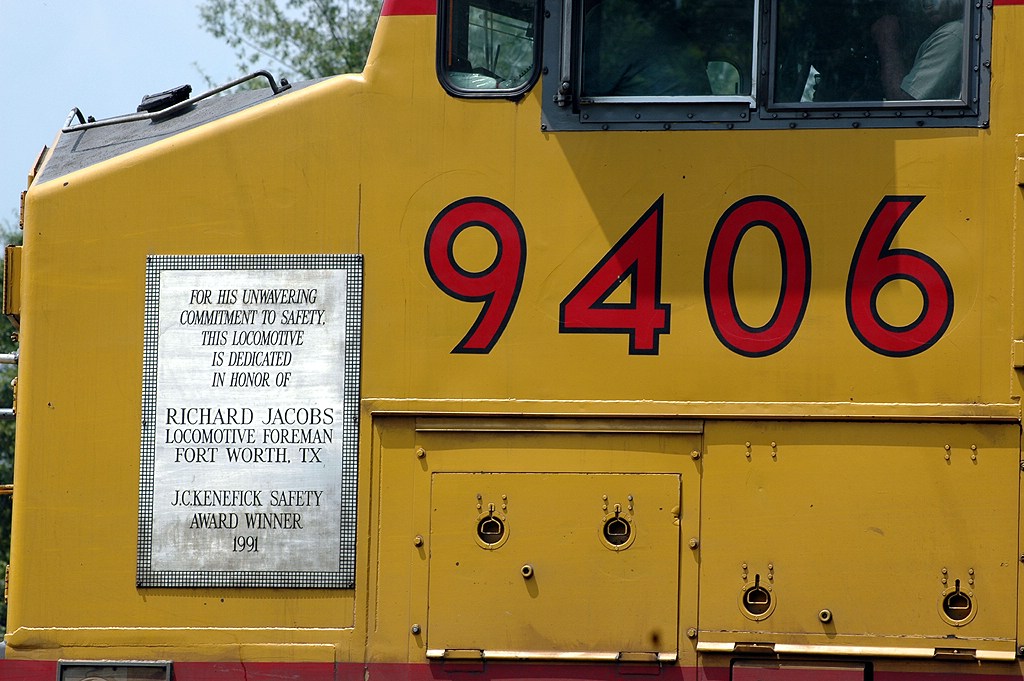 FOR HIS UNWAVERING
COMMITMENT TO SAFETY.
THIS LOCOMOTIVE
IS DEDICATED
IN HONOR OF
RICHARD JACOBS
LOCOMOTIVE FOREMAN
FORT WORTH, TX
J.C.KENEFICK SAFETY
AWARD WINNER
1991
9406